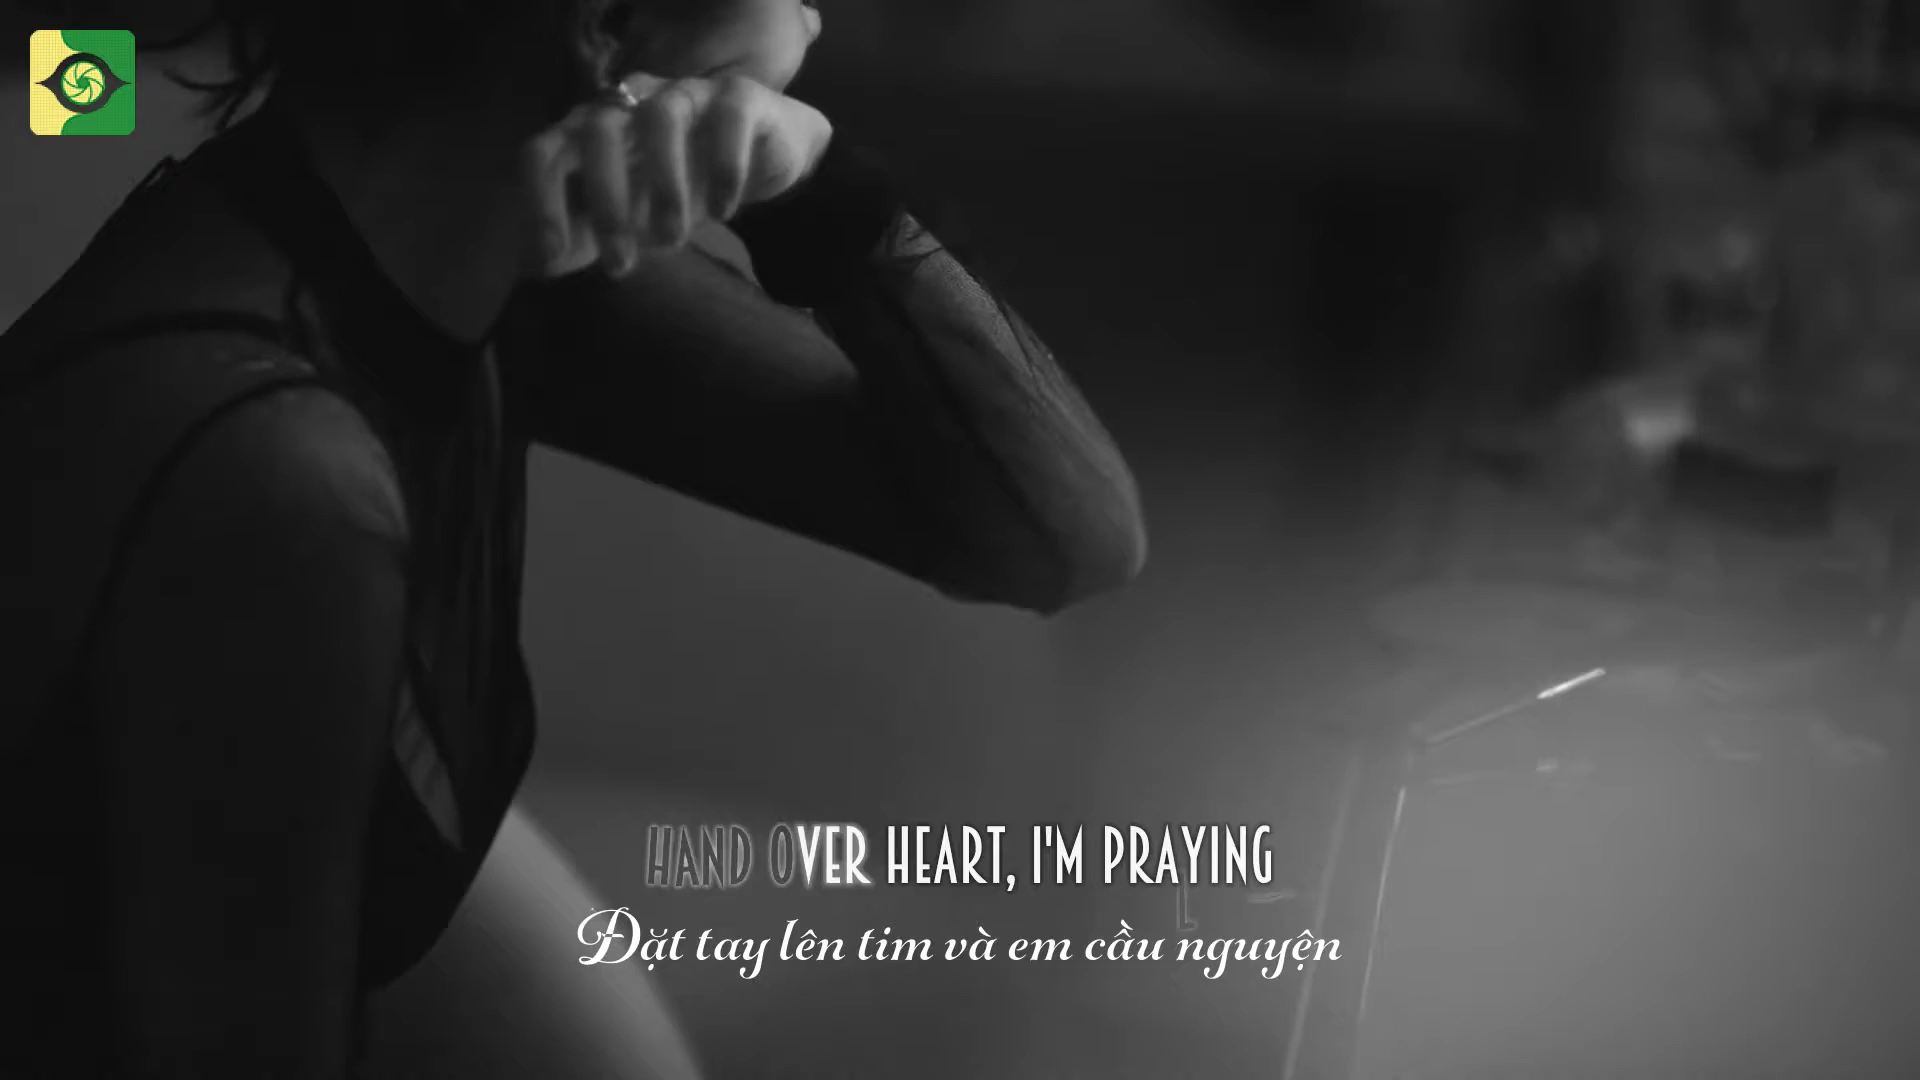 HAND OVER HEART, I'M PRAYING
Đặt tay lên tim và em cầu nguyện